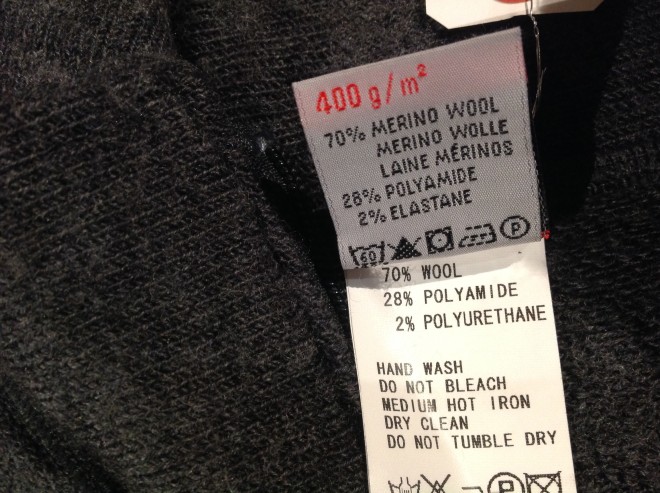 400 g/m²
70% MERINO WOOL
MERINO WOLLE
LAINE MÉRINOS
28% POLYAMIDE
2% ELASTANE
60 P
70% WOOL
28% POLYAMIDE
2% POLYURETHANE
HAND WASH
DO NOT BLEACH
MEDIUM HOT IRON
DRY CLEAN
DO NOT TUMBLE DRY
P